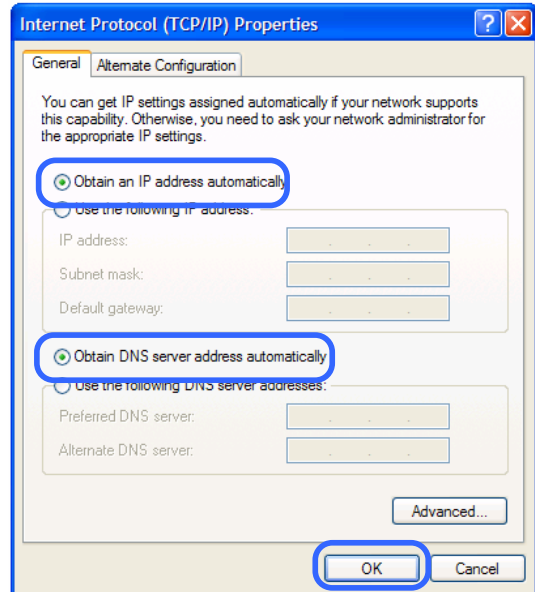 Internet Protocol (TCP/IP) Properties
General
Alternate Configuration
You can get IP settings assigned automatically if your network supports
this capability. Otherwise, you need to ask your network administrator for
the appropriate IP settings.
Obtain an IP address automatically
Use the following IP address:
IP address:
Subnet mask:
Default gateway:
Obtain DNS server address automatically
Use the following DNS server addresses:
Preferred DNS server:
Alternate DNS server:
Advanced...
OK
Cancel